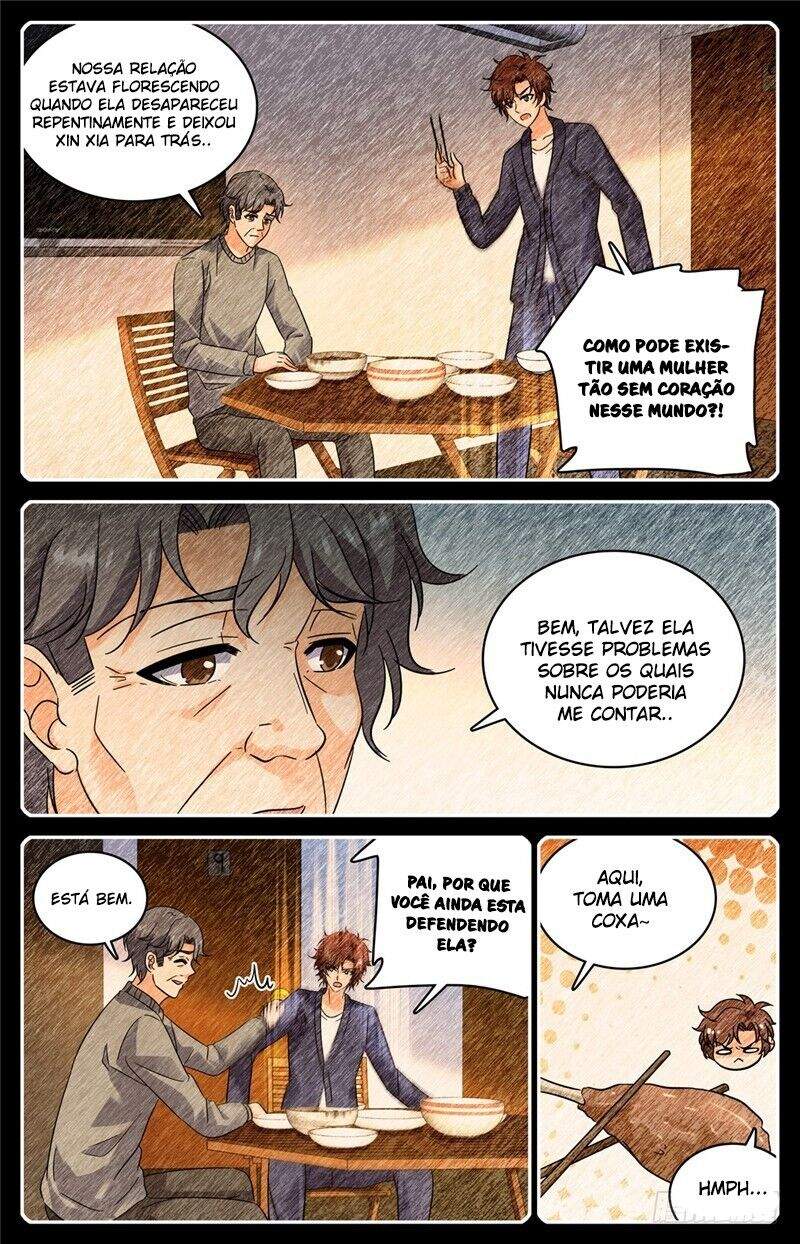 NOSSA RELAÇÃO
ESTAVA FLORESCENDO
QUANDO ELA DESAPARECEU
REPENTINAMENTE E DEIXOU
XIN XIA PARA TRÁS..
COMO PODE EXIS-
TIR UMA MULHER
TÃO SEM CORAÇÃO
NESSE MUNDO?!
BEM, TALVEZ ELA
TIVESSE PROBLEMAS
SOBRE OS QUAIS
NUNCA PODERIA
ME CONTAR..
PAI, POR QUE
VOCÊ AINDA ESTA
DEFENDENDO
ELA?
ESTÁ BEM.
AQUI,
TOMA UMA
COXA~
HMPH...